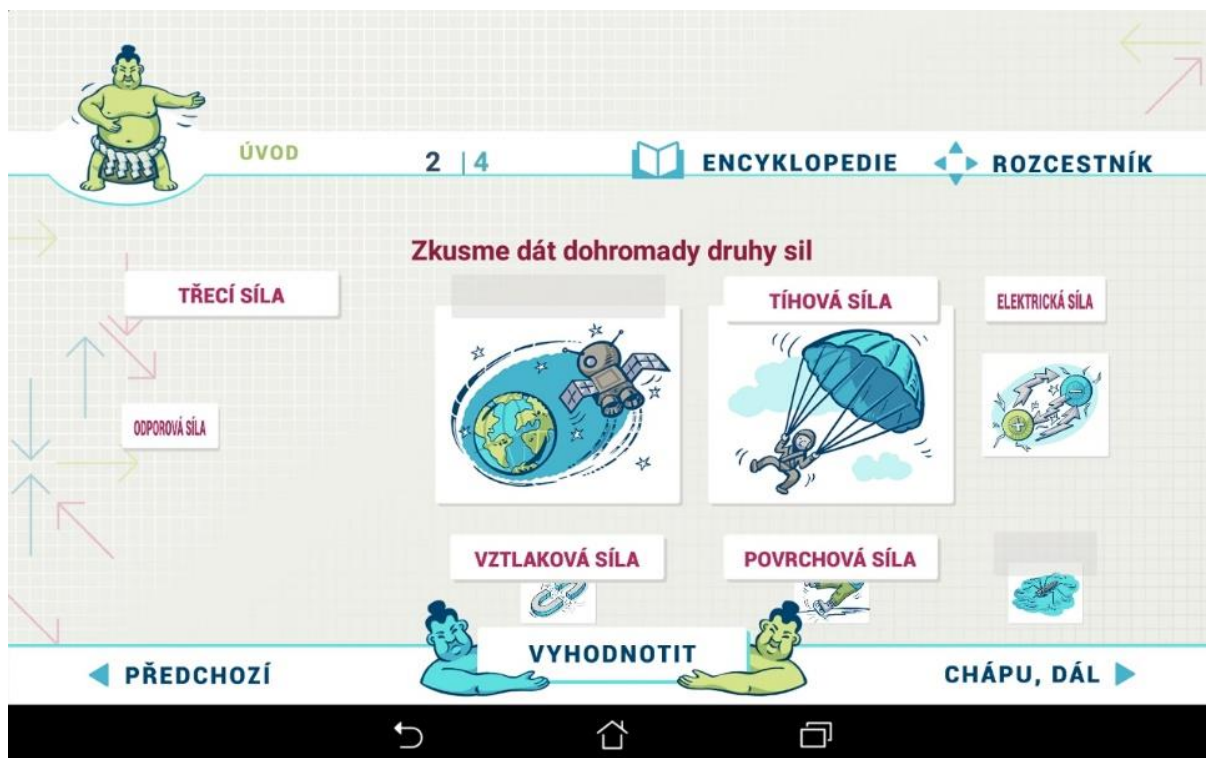 ÚVOD
2 | 4
ENCYKLOPEDIE
ROZCESTNÍK
Zkusme dát dohromady druhy sil
TŘECÍ SÍLA
TÍHOVÁ SÍLA
ELEKTRICKÁ SÍLA
ODPOROVÁ SÍLA
VZTLAKOVÁ SÍLA
POVRCHOVÁ SÍLA
PŘEDCHOZÍ
VYHODNOTIT
CHÁPU, DÁL